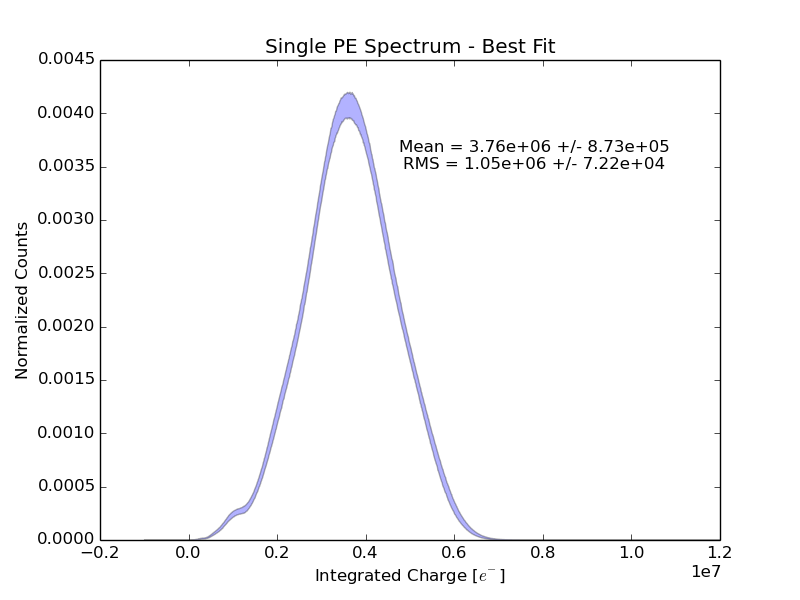 Single PE Spectrum - Best Fit
0.0045
0.0040
0.0035
0.0030
0.0025
0.0020
0.0015
0.0010
0.0005
0.0000
Normalized Counts
Mean = 3.76e+06 +/- 8.73e+05
RMS = 1.05e+06 +/- 7.22e+04
−0.2 0.0 0.2 0.4 0.6 0.8 1.0 1.2
1e7
Integrated Charge [e⁻]